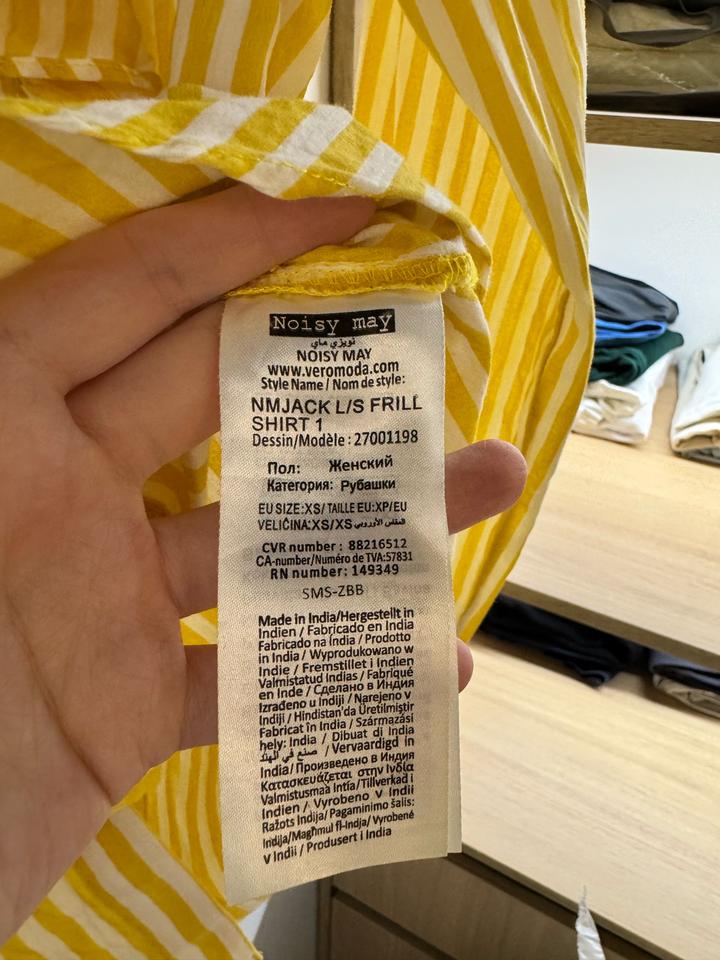 Noisy may
نويزي ماي
NOISY MAY
www.veromoda.com
Style Name / Nom de style:
NMJACK L/S FRILL
SHIRT 1
Dessin/Modèle : 27001198
Пол: Женский
Категория: Рубашки
EU SIZE:XS/ TAILLE EU:XP/EU
VELIČINA:XS/XS المقاس الأوروبي
CVR number : 88216512
CA-number/Numéro de TVA:57831
RN number: 149349
SMS-ZBB
Made in India/Hergestellt in
Indien / Fabricado en India
Fabricado na índia / Prodotto
in India / Wyprodukowano w
Indie / Fremstillet i Indien
Valmistatud Indias / Fabriqué
en Inde / Сделано в Индия
Izrađeno u Indiji / Narejeno v
Indiji / Hindistan'da Üretilmiştir
Fabricat în India / Származási
hely: India / Dibuat di India
صنع في الهند / Vervaardigd in
India/ Произведено в Индия
Κατασκευάζεται στην Ινδία
Valmistusmaa Intia/Tillverkad i
Indien / Vyrobeno V Indii
Ražots Indija/ Pagaminimo šalis:
Indija/Magħmul fl-Indja/ Vyrobené
v Indii / Produsert i India